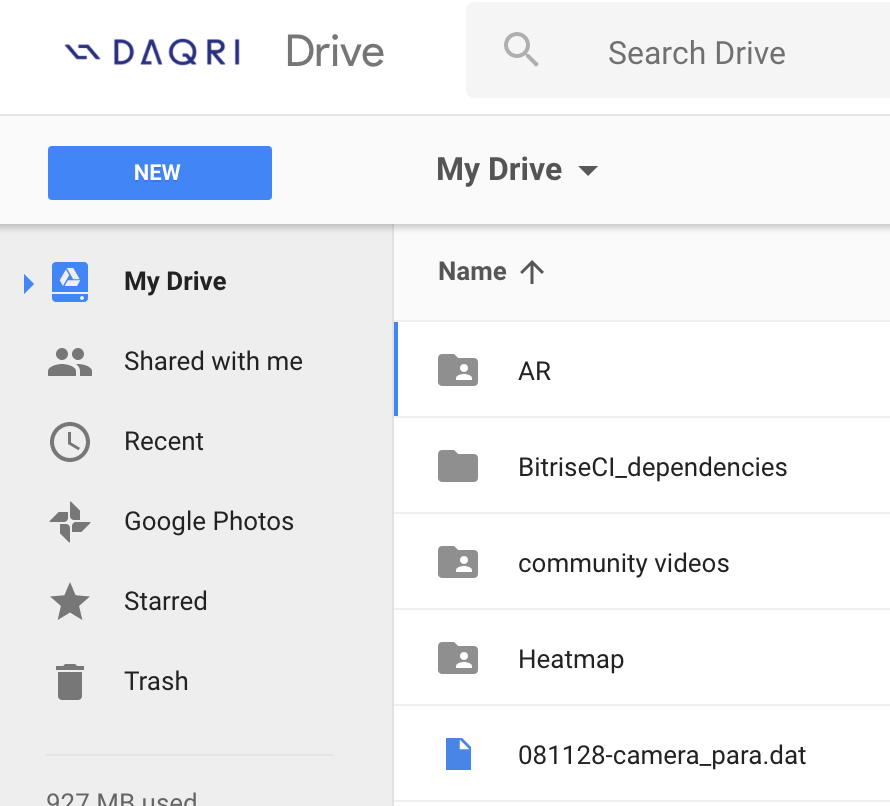 DAQRI Drive
Search Drive
NEW
My Drive
My Drive
Shared with me
Recent
Google Photos
Starred
Trash
927 MB used
Name
AR
BitriseCI_dependencies
community videos
Heatmap
081128-camera_para.dat